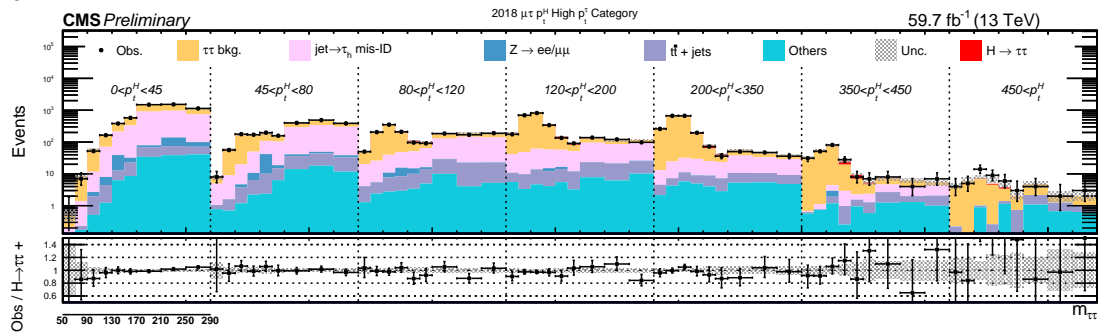 CMS Preliminary 2018 μτ p_t^H High p_t^τ Category 59.7 fb⁻¹ (13 TeV)
Obs. ττ bkg. jet→τ_h mis-ID Z → ee/μμ tt̄ + jets Others Unc. H → ττ
0<p_t^H<45 45<p_t^H<80 80<p_t^H<120 120<p_t^H<200 200<p_t^H<350 350<p_t^H<450 450<p_t^H
Events
10⁵
10⁴
10³
10²
10
1
Obs / H→ττ +
1.4
1.2
1
0.8
0.6
50 90 130 170 210 250 290
m_ττ